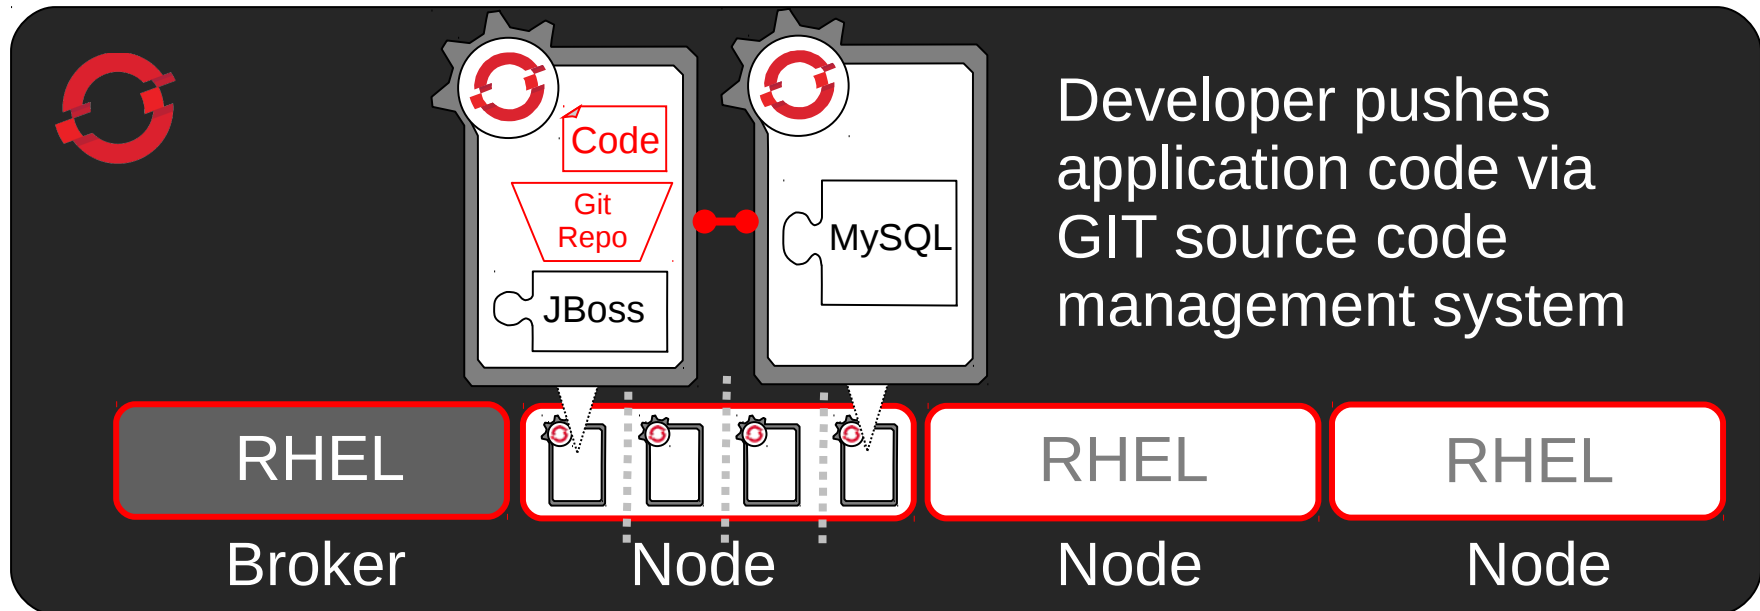 Code
Git
Repo
JBoss
MySQL
Developer pushes
application code via
GIT source code
management system
RHEL
RHEL
RHEL
Broker
Node
Node
Node